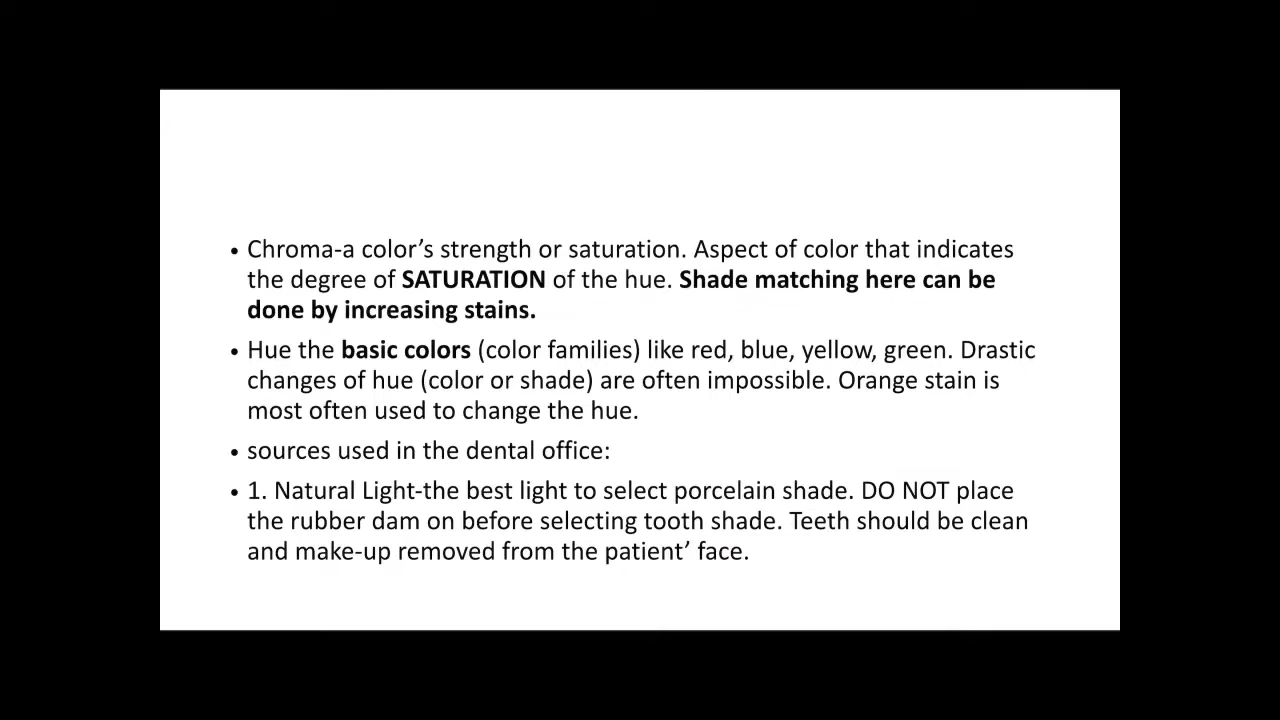 • Chroma-a color’s strength or saturation. Aspect of color that indicates
the degree of SATURATION of the hue. Shade matching here can be
done by increasing stains.
• Hue the basic colors (color families) like red, blue, yellow, green. Drastic
changes of hue (color or shade) are often impossible. Orange stain is
most often used to change the hue.
• sources used in the dental office:
• 1. Natural Light-the best light to select porcelain shade. DO NOT place
the rubber dam on before selecting tooth shade. Teeth should be clean
and make-up removed from the patient’ face.